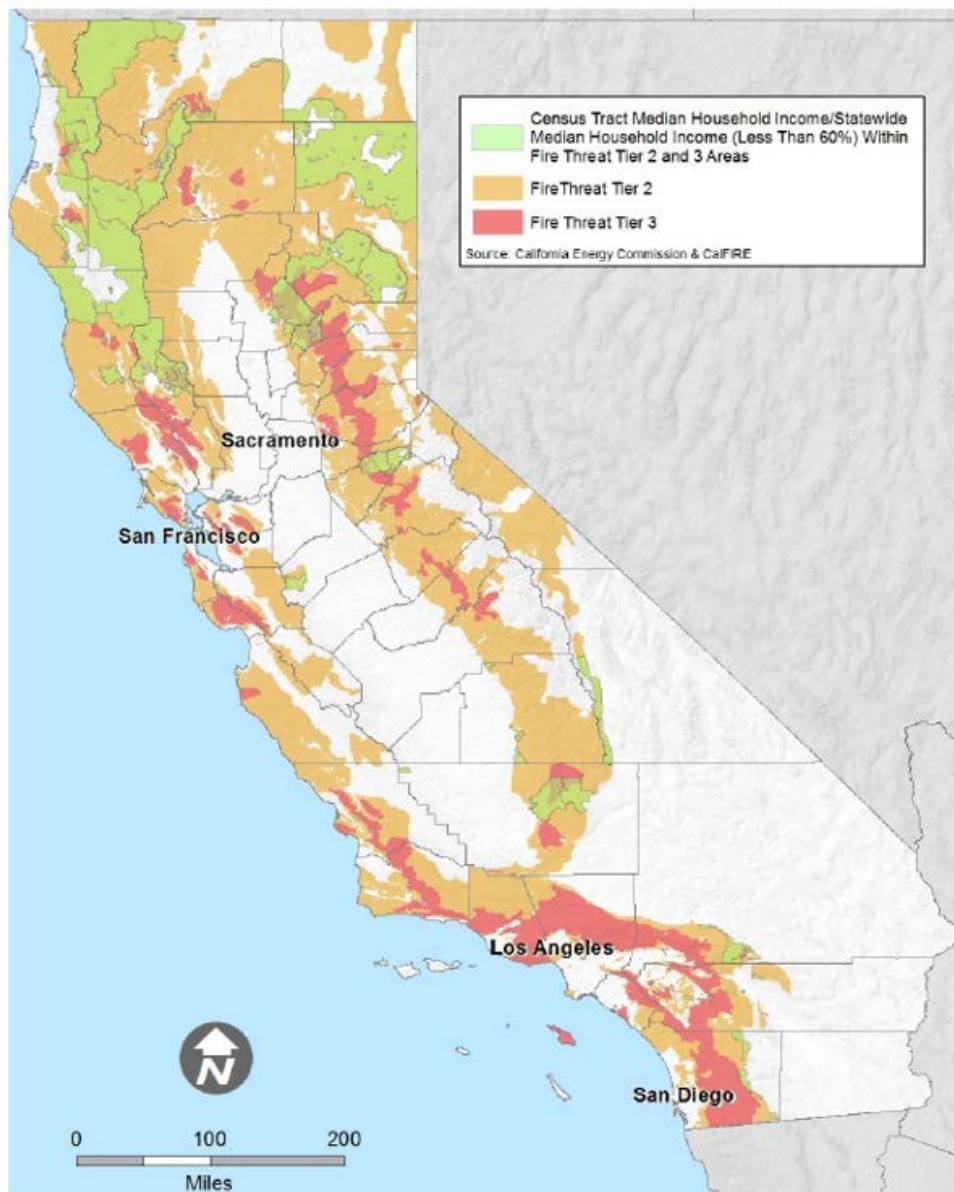 Census Tract Median Household Income/Statewide
Median Household Income (Less Than 60%) Within
Fire Threat Tier 2 and 3 Areas
FireThreat Tier 2
Fire Threat Tier 3
Source: California Energy Commission & CalFIRE
Sacramento
San Francisco
Los Angeles
San Diego
N
0 100 200
Miles